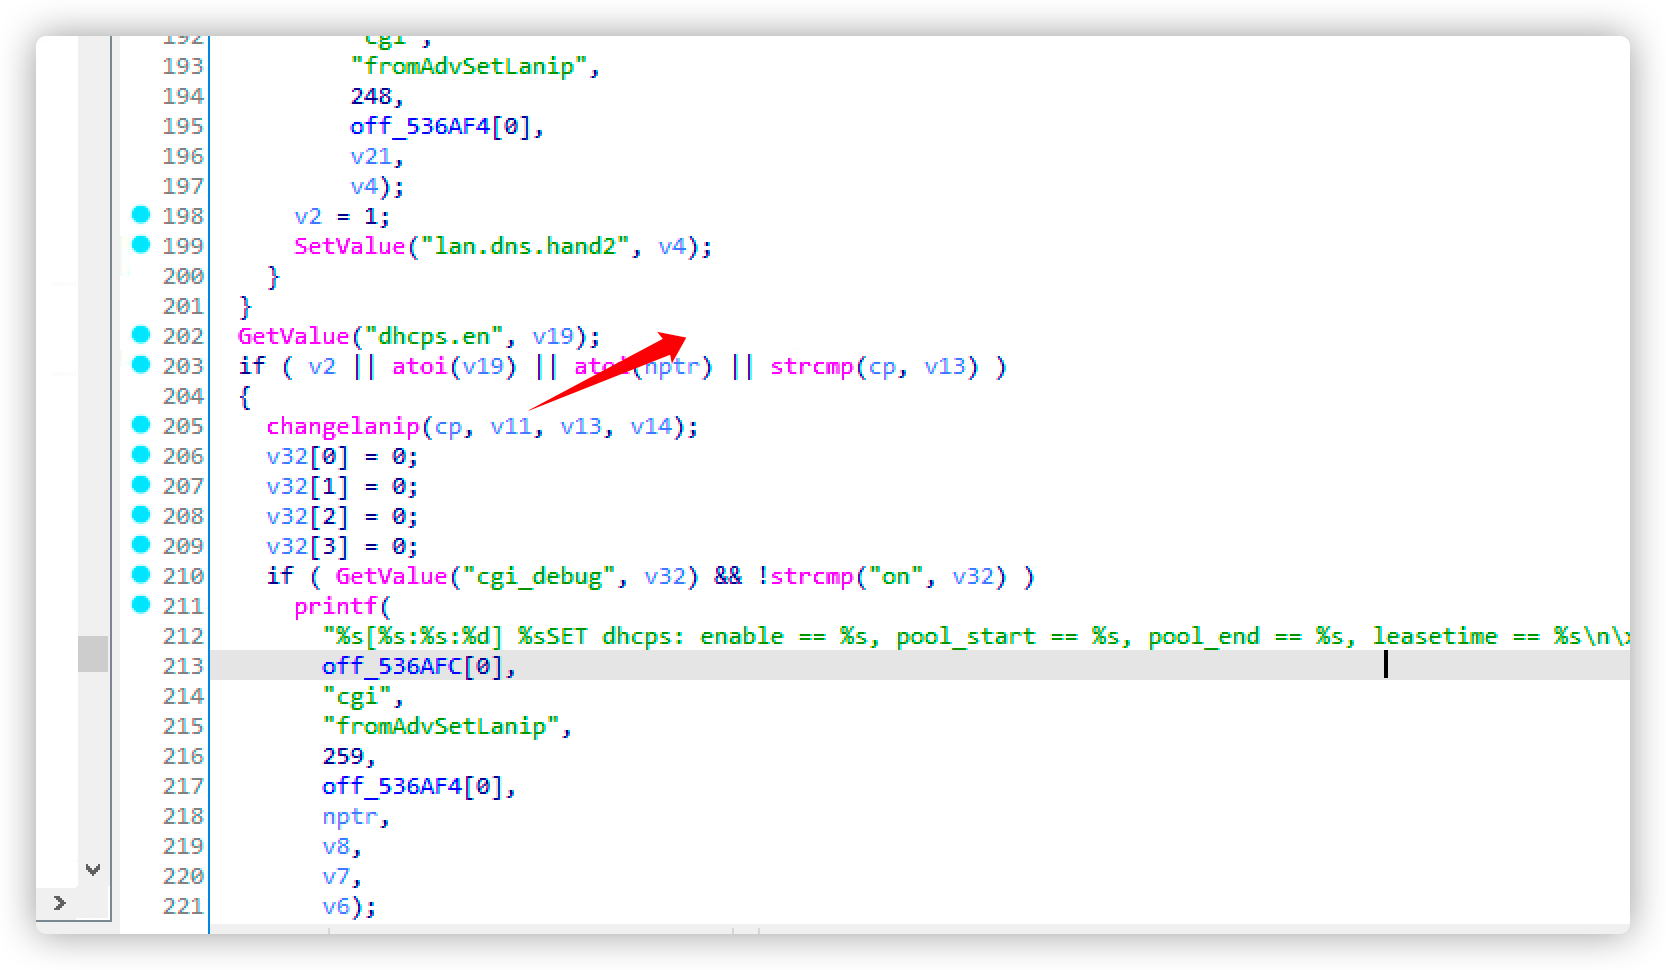 192 "cgi",
193 "fromAdvSetLanip",
194 248,
195 off_536AF4[0],
196 v21,
197 v4);
198 v2 = 1;
199 SetValue("lan.dns.hand2", v4);
200 }
201 }
202 GetValue("dhcps.en", v19);
203 if ( v2 || atoi(v19) || atoi(nptr) || strcmp(cp, v13) )
204 {
205 changelanip(cp, v11, v13, v14);
206 v32[0] = 0;
207 v32[1] = 0;
208 v32[2] = 0;
209 v32[3] = 0;
210 if ( GetValue("cgi_debug", v32) && !strcmp("on", v32) )
211 printf(
212 "%s[%s:%s:%d] %sSET dhcps: enable == %s, pool_start == %s, pool_end == %s, leasetime == %s\n\x
213 off_536AFC[0],
214 "cgi",
215 "fromAdvSetLanip",
216 259,
217 off_536AF4[0],
218 nptr,
219 v8,
220 v7,
221 v6);